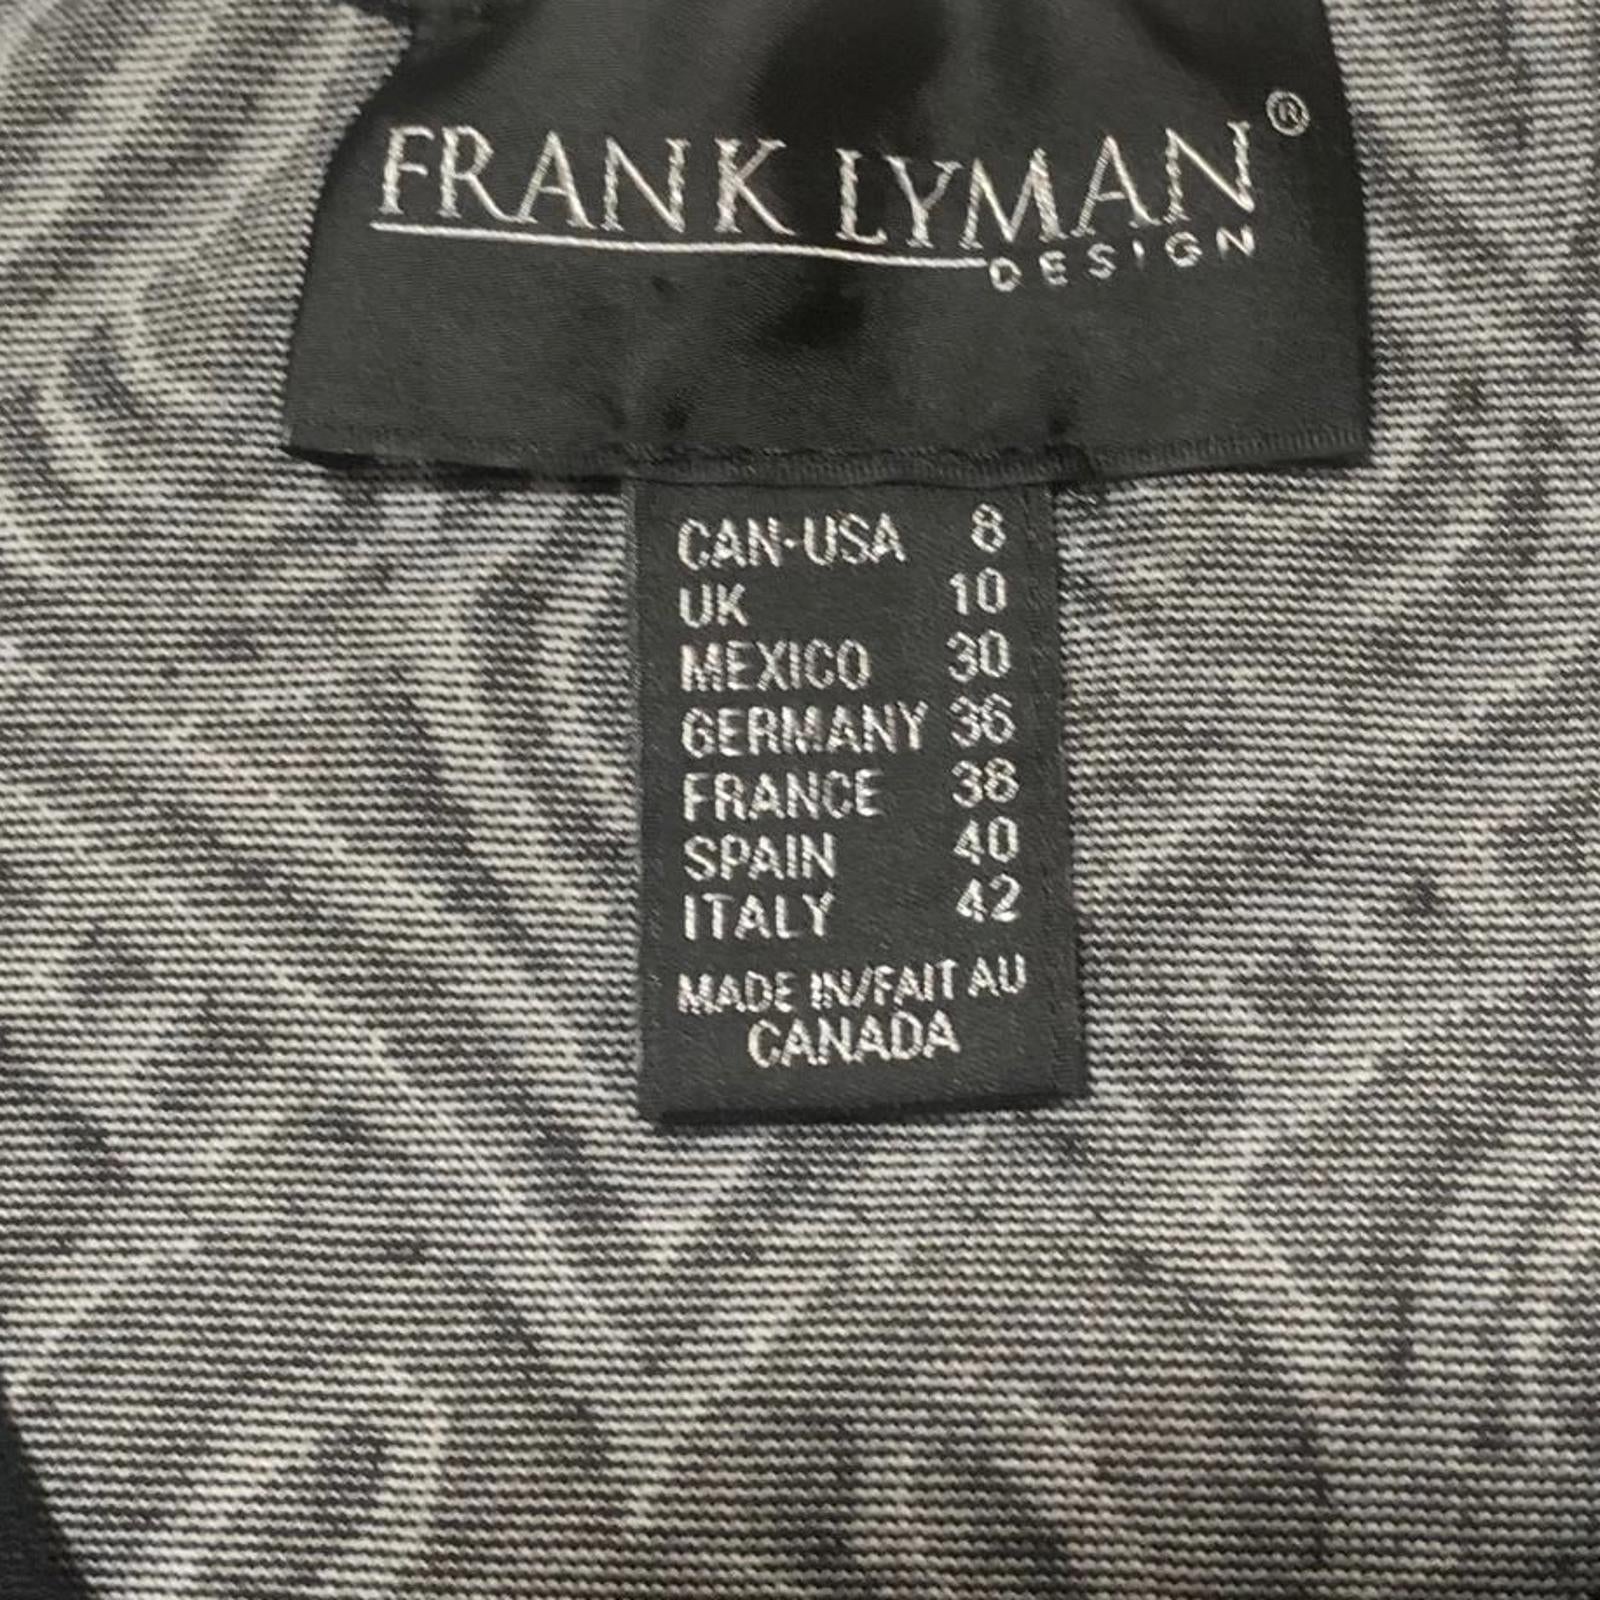 FRANK LYMAN®
DESIGN
CAN-USA 8
UK 10
MEXICO 30
GERMANY 36
FRANCE 38
SPAIN 40
ITALY 42
MADE IN/FAIT AU
CANADA